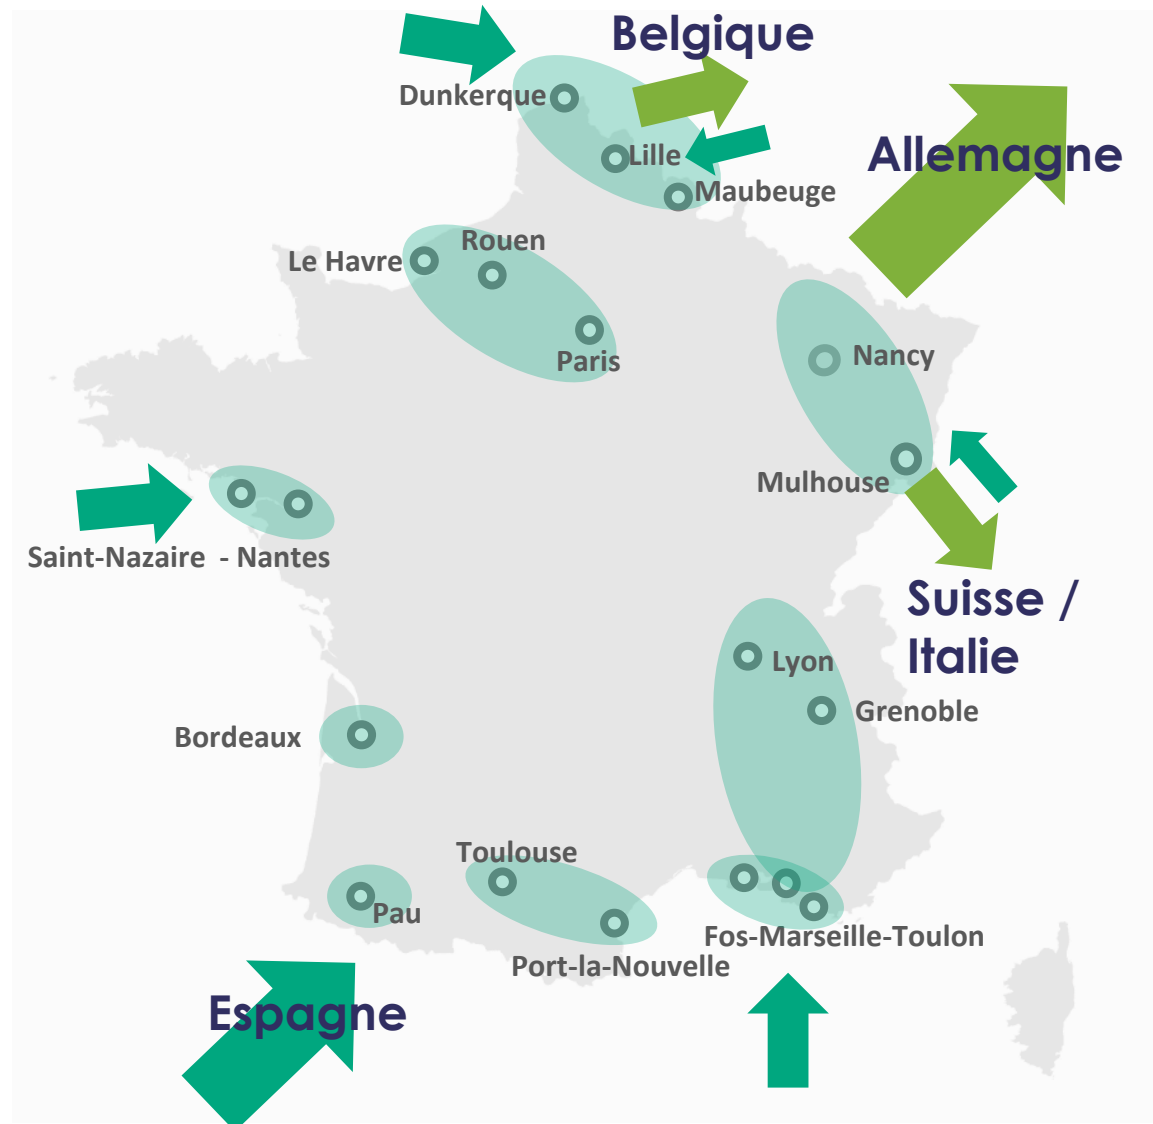 Belgique
Dunkerque
Allemagne
Lille
Maubeuge
Rouen
Le Havre
Nancy
Paris
Mulhouse
Saint-Nazaire - Nantes
Suisse /
Italie
Lyon
Grenoble
Bordeaux
Toulouse
Pau
Fos-Marseille-Toulon
Port-la-Nouvelle
Espagne